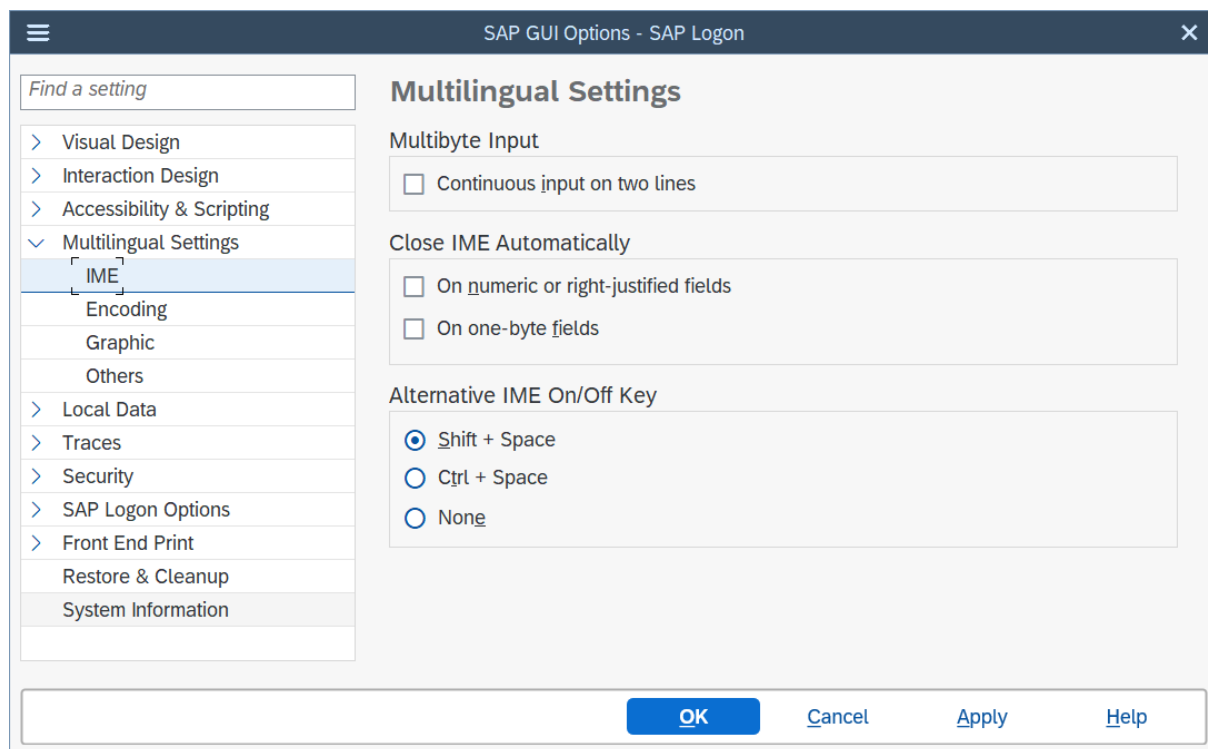 SAP GUI Options - SAP Logon
Find a setting
Visual Design
Interaction Design
Accessibility & Scripting
Multilingual Settings
IME
Encoding
Graphic
Others
Local Data
Traces
Security
SAP Logon Options
Front End Print
Restore & Cleanup
System Information
Multilingual Settings
Multibyte Input
Continuous input on two lines
Close IME Automatically
On numeric or right-justified fields
On one-byte fields
Alternative IME On/Off Key
Shift + Space
Ctrl + Space
None
OK
Cancel
Apply
Help